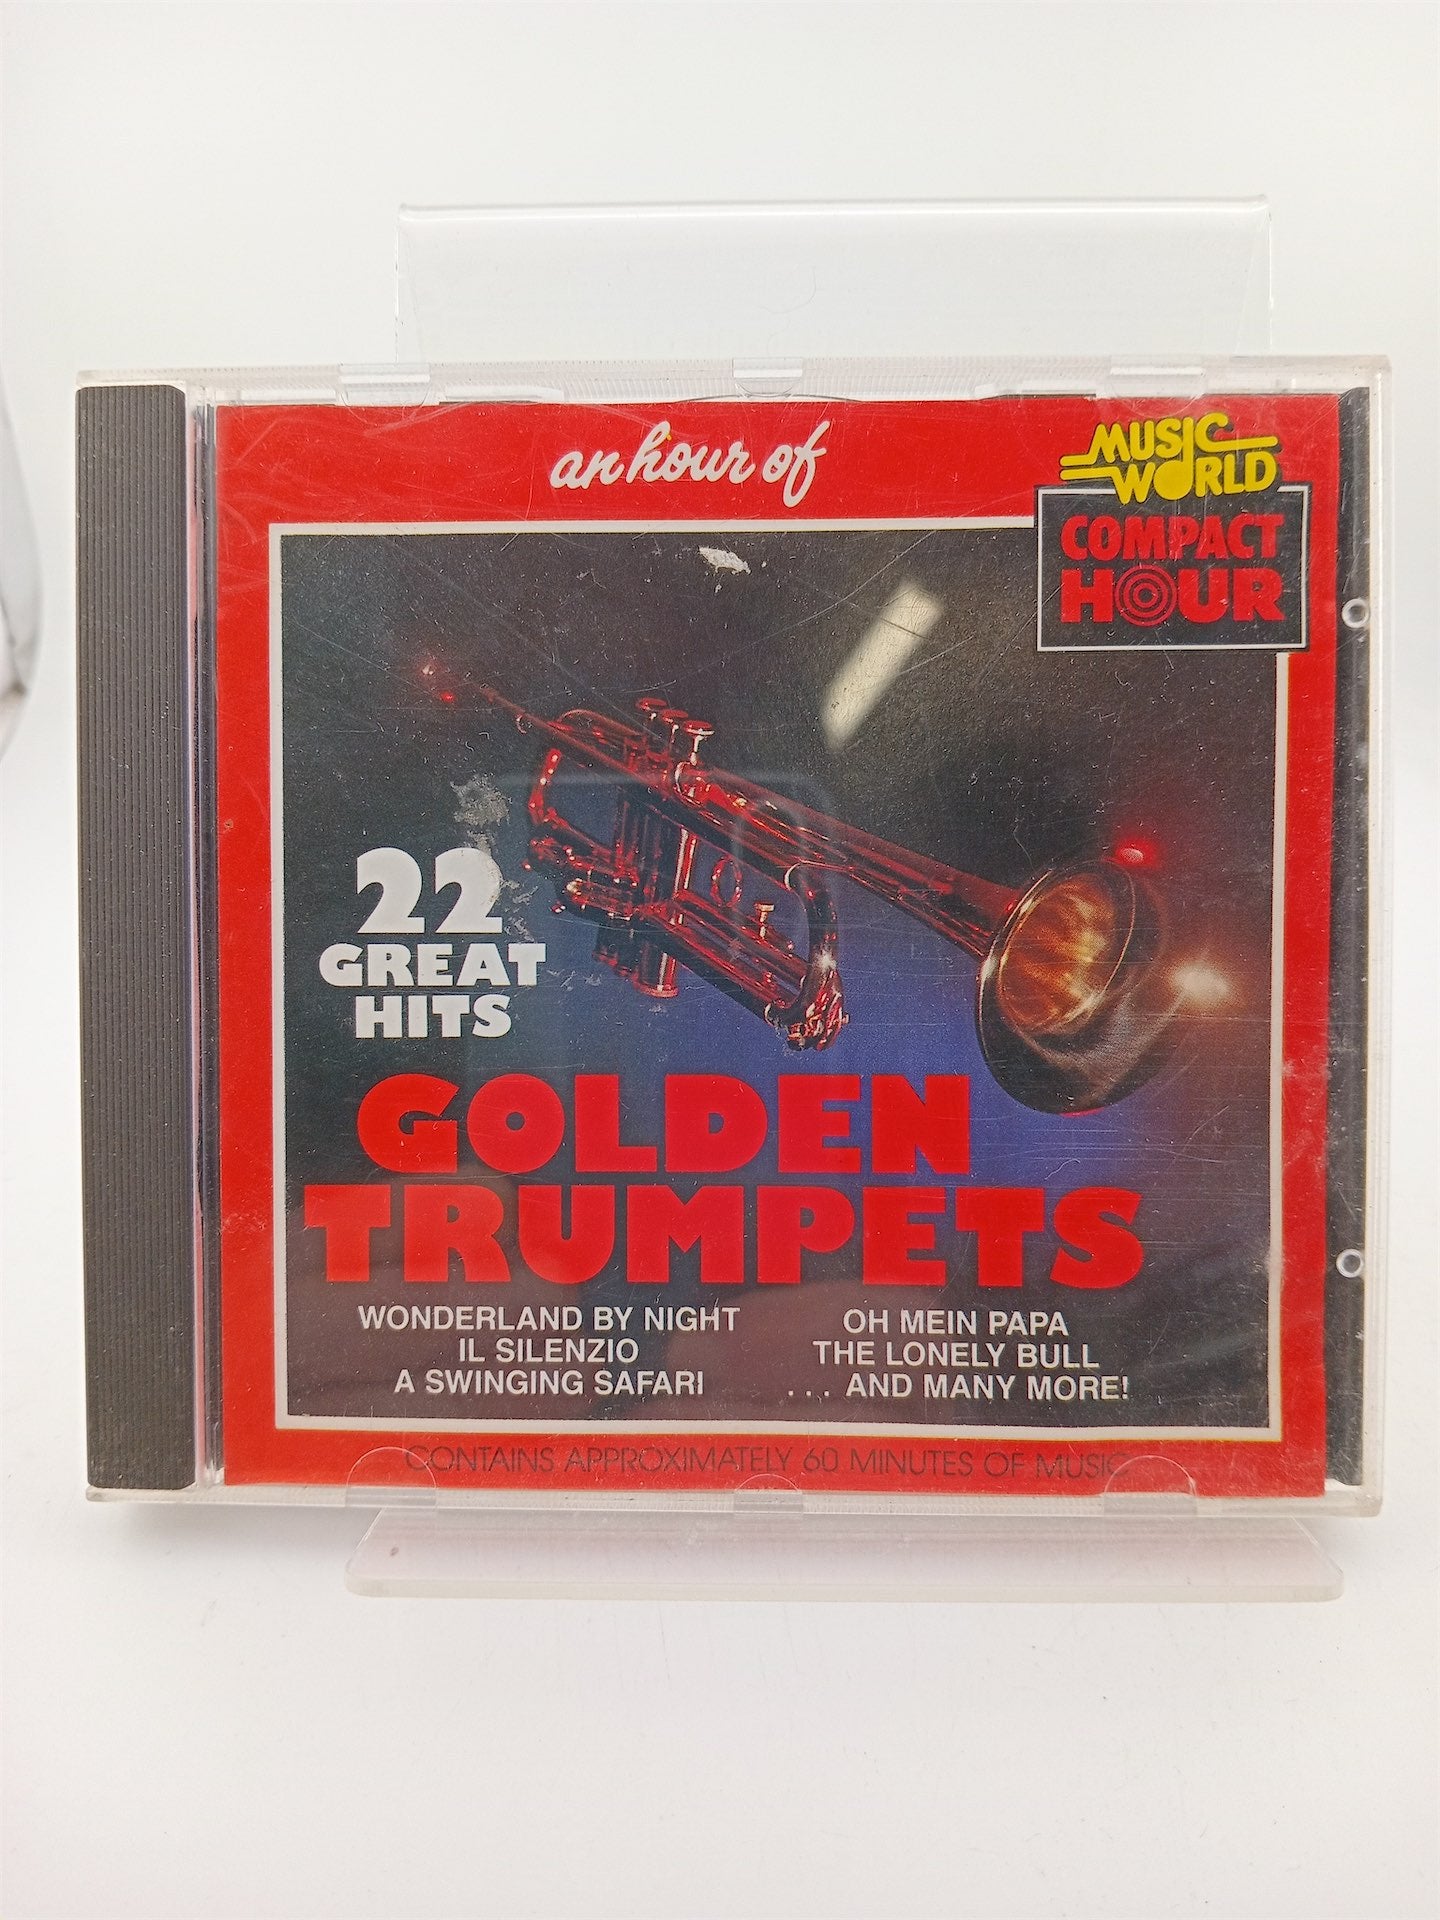 an hour of
MUSIC
WORLD
COMPACT
HOUR
22
GREAT
HITS
GOLDEN
TRUMPETS
WONDERLAND BY NIGHT
IL SILENZIO
A SWINGING SAFARI
OH MEIN PAPA
THE LONELY BULL
... AND MANY MORE!
CONTAINS APPROXIMATELY 60 MINUTES OF MUSIC